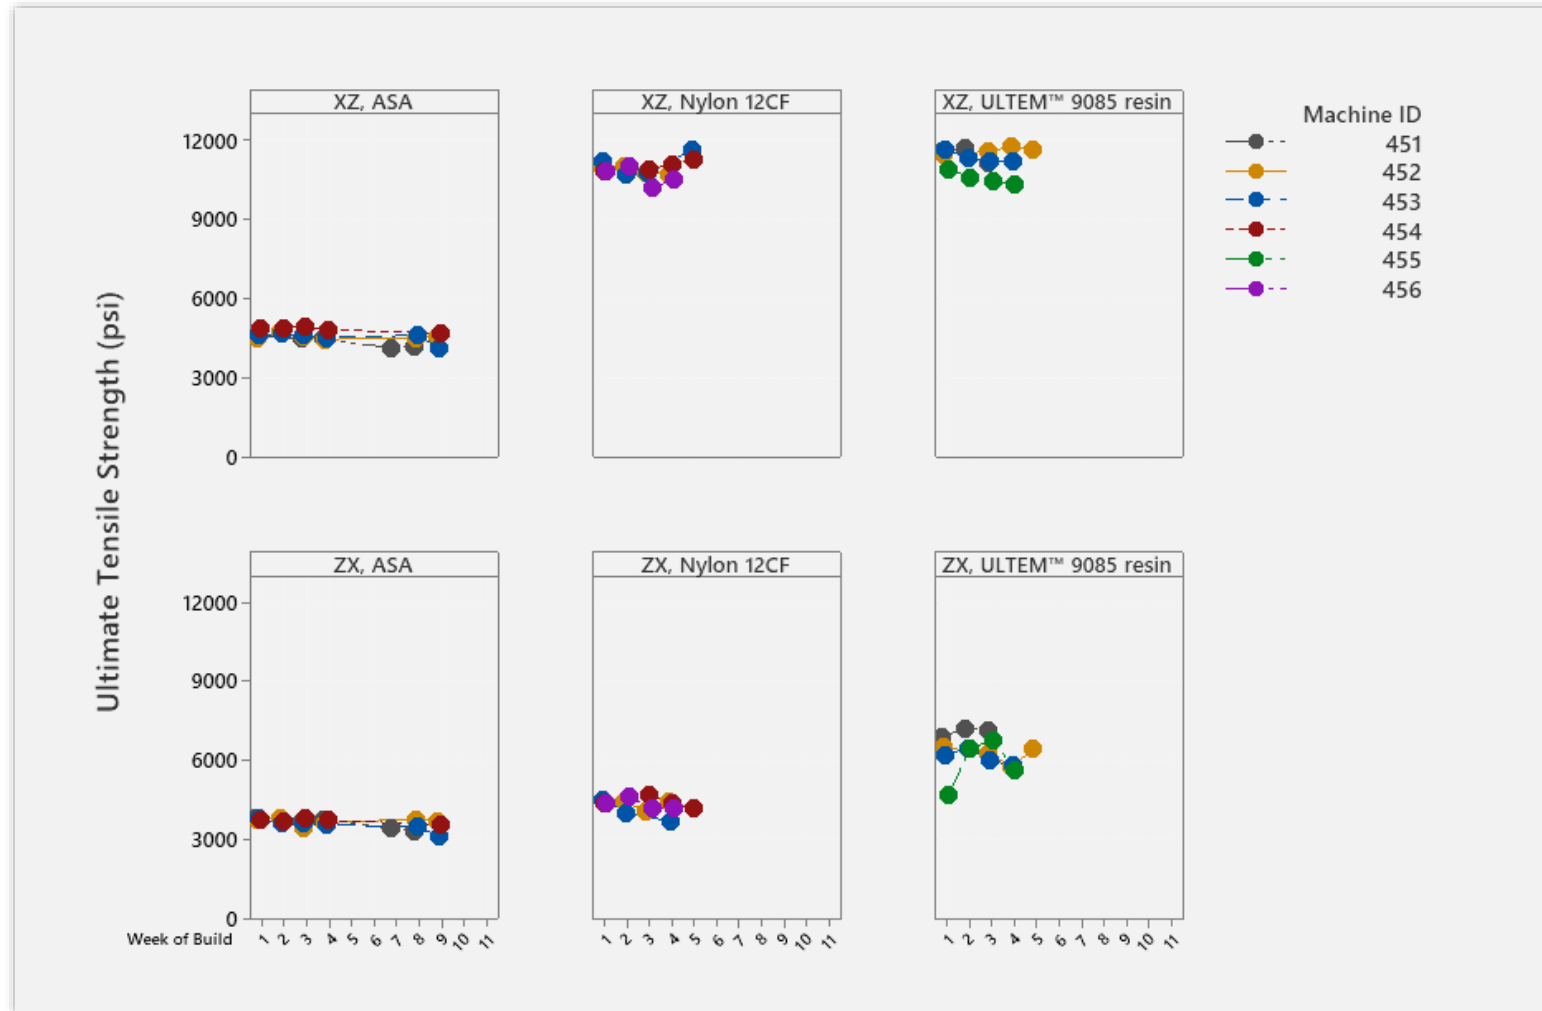 XZ, ASA
XZ, Nylon 12CF
XZ, ULTEM™ 9085 resin
Machine ID
451
452
453
454
455
456
12000
9000
6000
3000
0
Ultimate Tensile Strength (psi)
ZX, ASA
ZX, Nylon 12CF
ZX, ULTEM™ 9085 resin
12000
9000
6000
3000
0
Week of Build
1 2 3 4 5 6 7 8 9 10 11
1 2 3 4 5 6 7 8 9 10 11
1 2 3 4 5 6 7 8 9 10 11